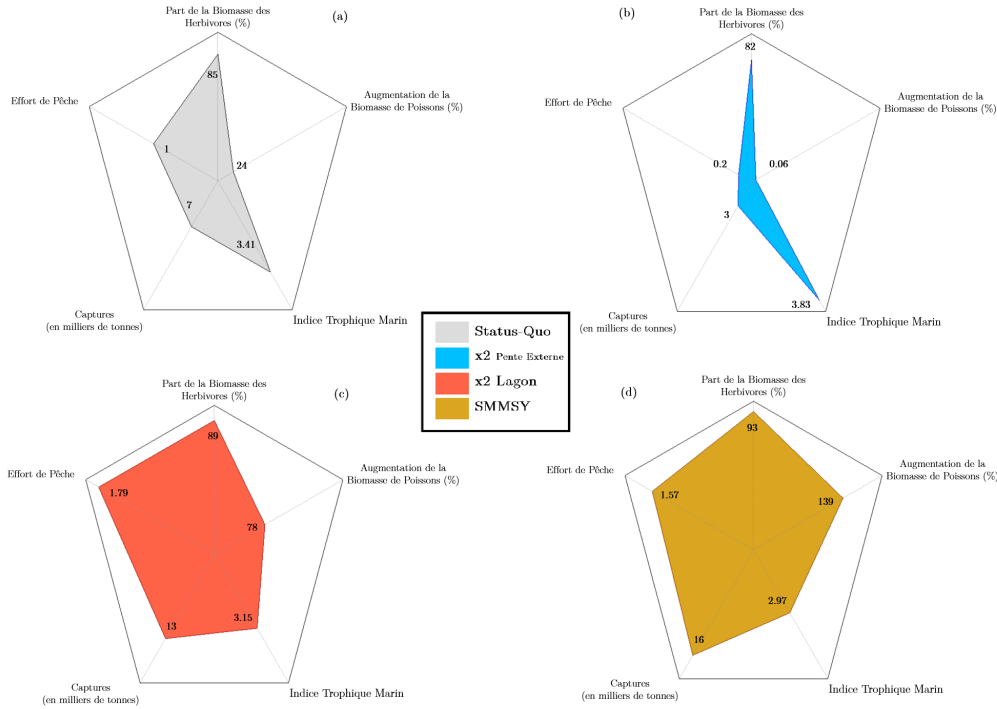 Part de la Biomasse des
Herbivores (%)
(a)
85
Augmentation de la
Biomasse de Poissons (%)
Effort de Pêche
1
24
7
3.41
Captures
(en milliers de tonnes)
Indice Trophique Marin
Part de la Biomasse des
Herbivores (%)
(b)
82
Augmentation de la
Biomasse de Poissons (%)
Effort de Pêche
0.2
0.06
3
3.83
Captures
(en milliers de tonnes)
Indice Trophique Marin
Status-Quo
x2 Pente Externe
x2 Lagon
SMMSY
Part de la Biomasse des
Herbivores (%)
(c)
89
Augmentation de la
Biomasse de Poissons (%)
Effort de Pêche
1.79
78
13
3.15
Captures
(en milliers de tonnes)
Indice Trophique Marin
Part de la Biomasse des
Herbivores (%)
(d)
93
Augmentation de la
Biomasse de Poissons (%)
Effort de Pêche
1.57
139
2.97
16
Captures
(en milliers de tonnes)
Indice Trophique Marin